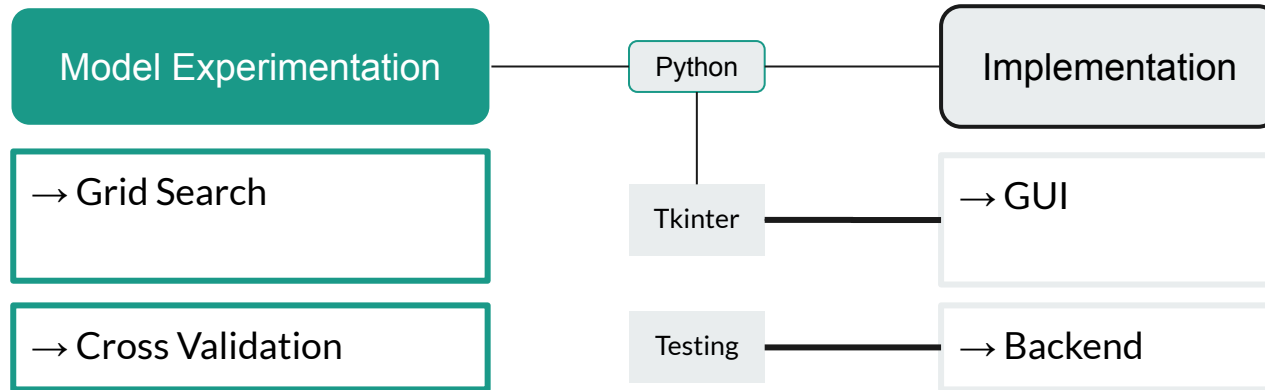 Model Experimentation
Python
Implementation
→ Grid Search
Tkinter
→ GUI
→ Cross Validation
Testing
→ Backend